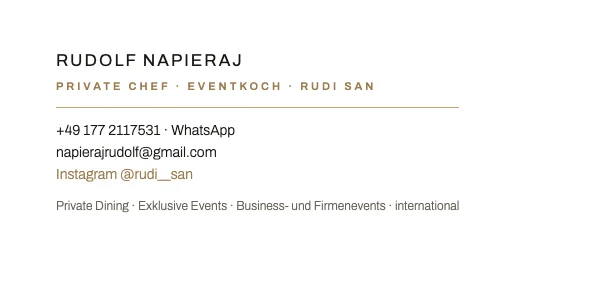 RUDOLF NAPIERAJ
PRIVATE CHEF · EVENTKOCH · RUDI SAN
+49 177 2117531 · WhatsApp
napierajrudolf@gmail.com
Instagram @rudi__san
Private Dining · Exklusive Events · Business- und Firmenevents · international